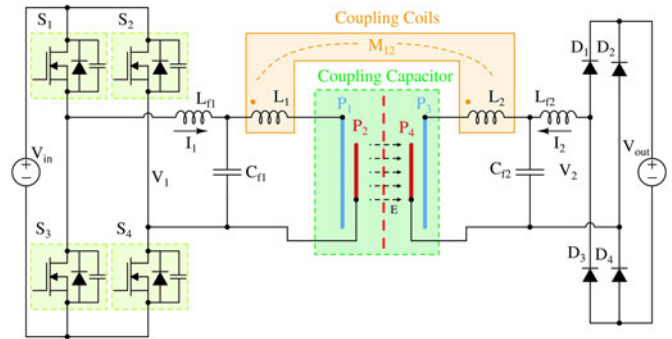 Coupling Coils
M12
Coupling Capacitor
S1
S2
Lf1
L1
P1
P2
P3
P4
L2
Lf2
D1
D2
I1
I2
Vin
V1
Cf1
E
Cf2
V2
Vout
S3
S4
D3
D4